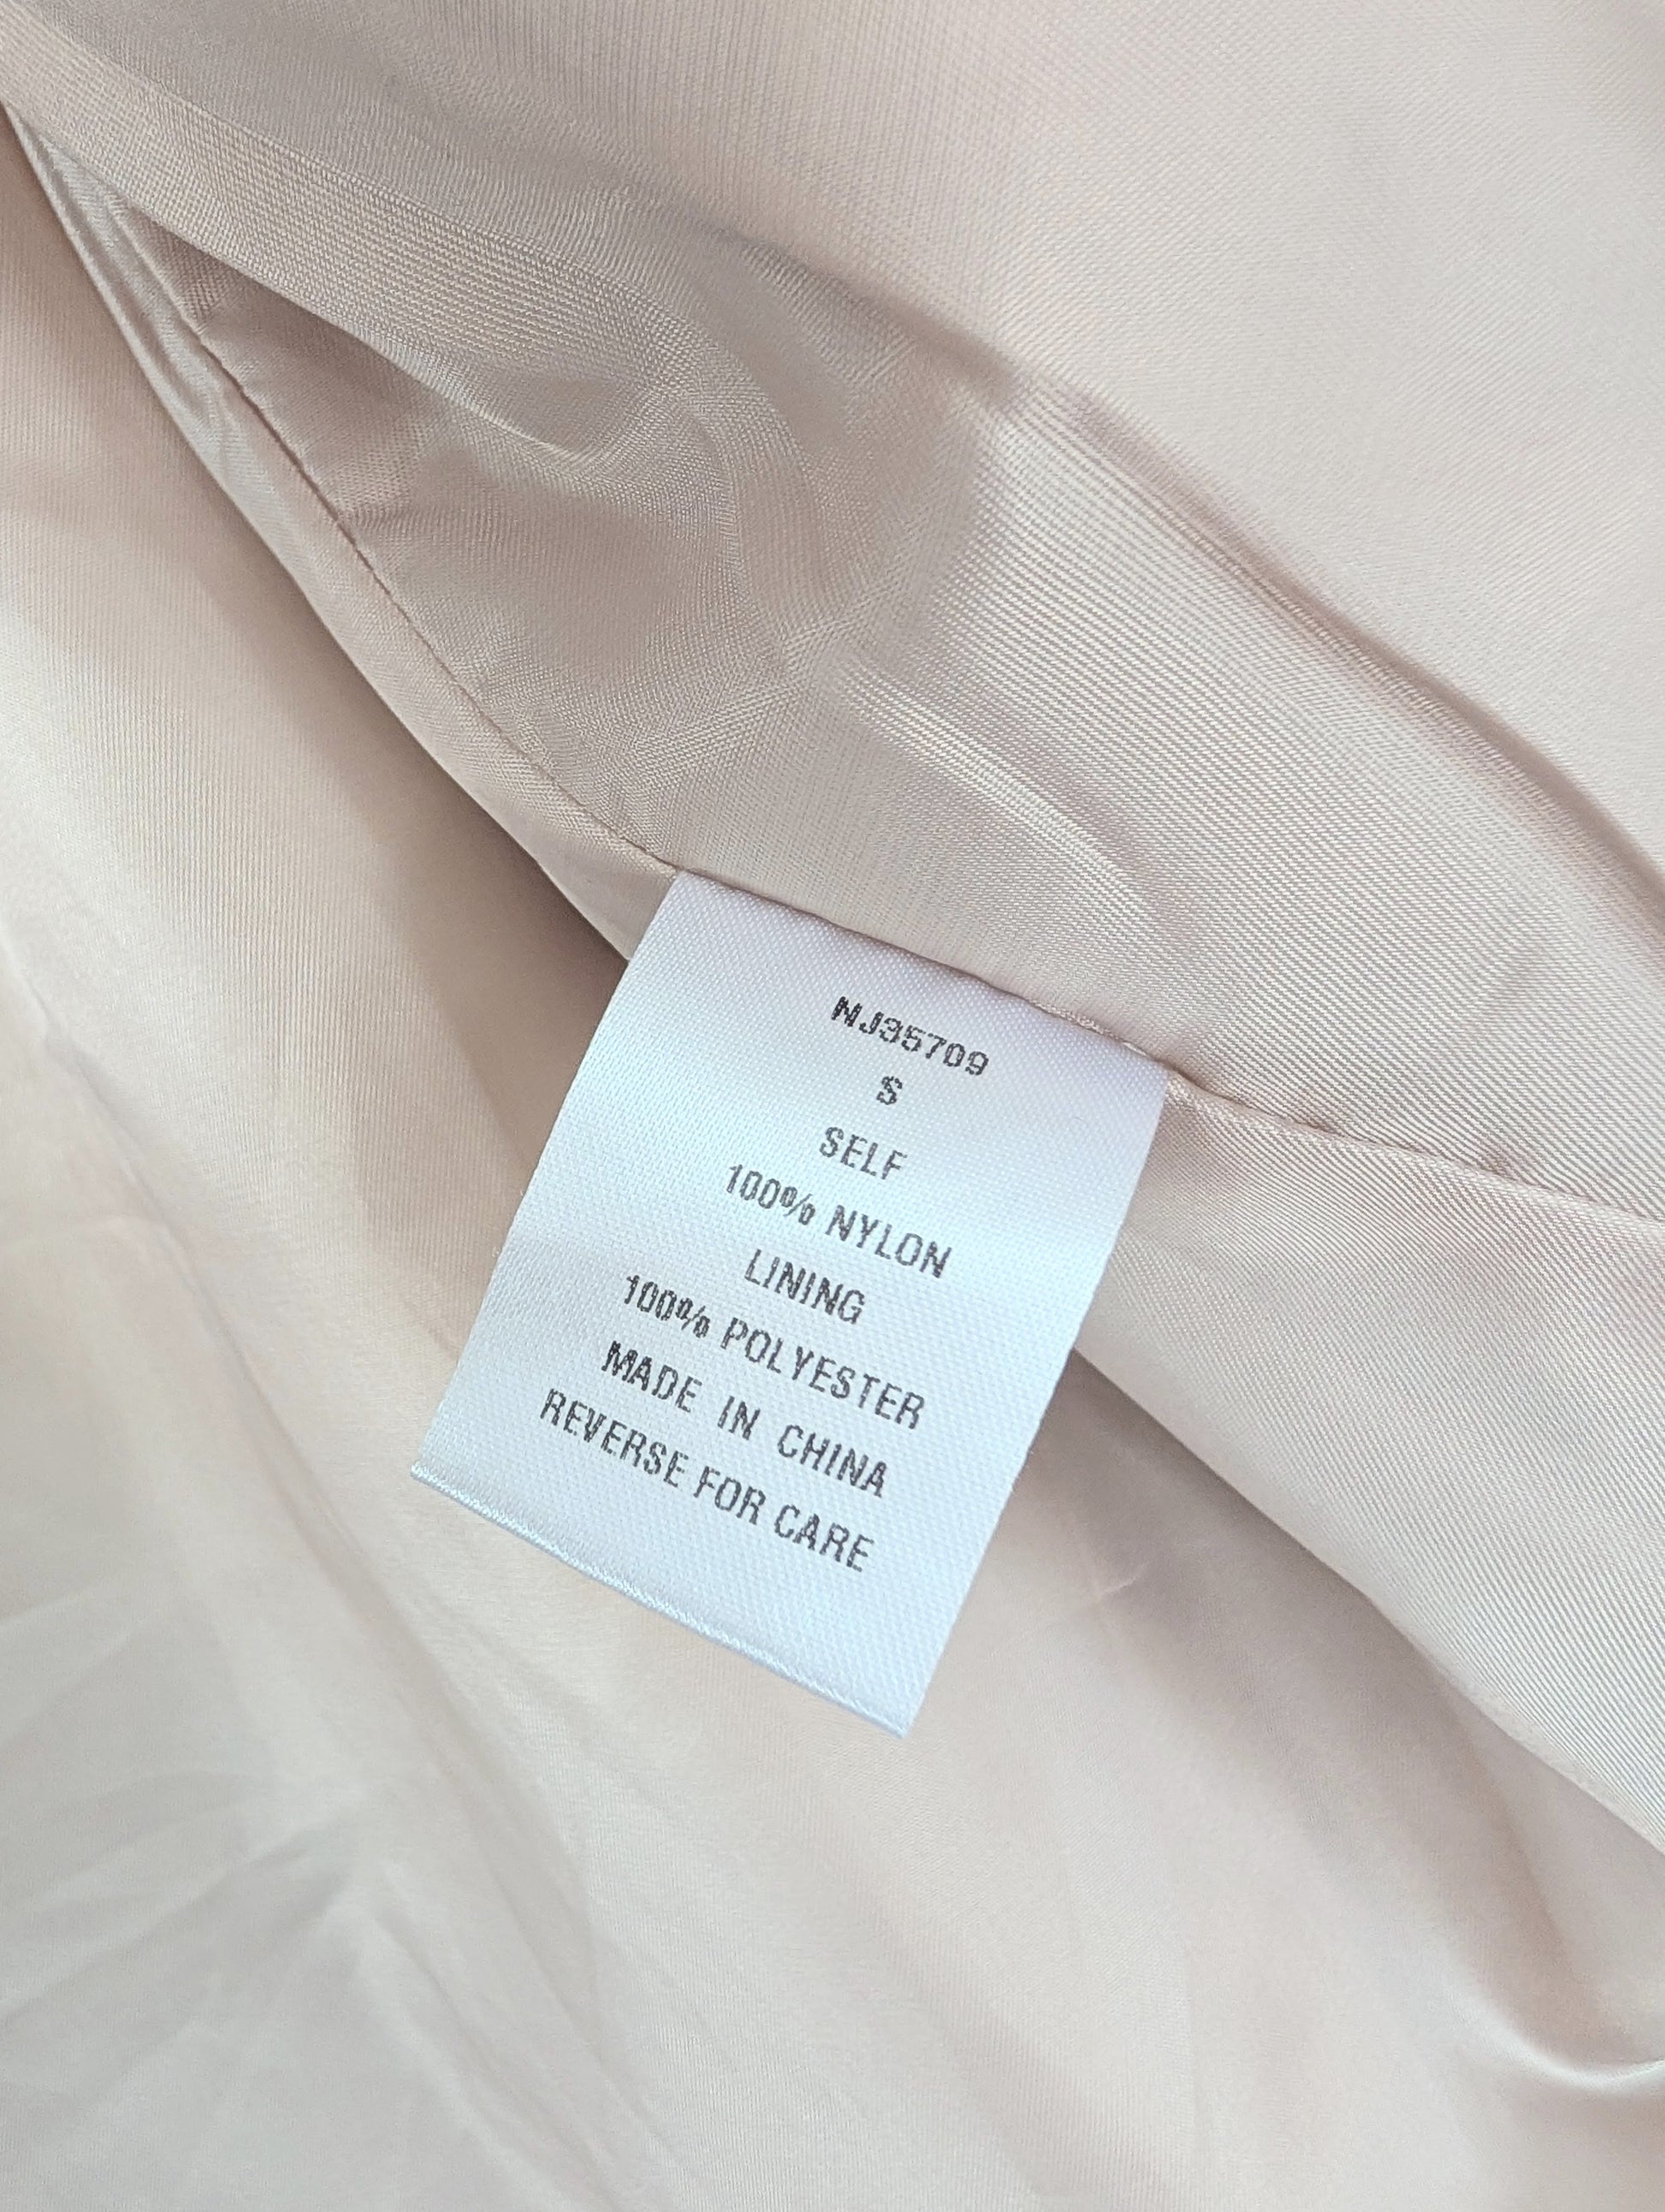 NJ35709
S
SELF
100% NYLON
LINING
100% POLYESTER
MADE IN CHINA
REVERSE FOR CARE